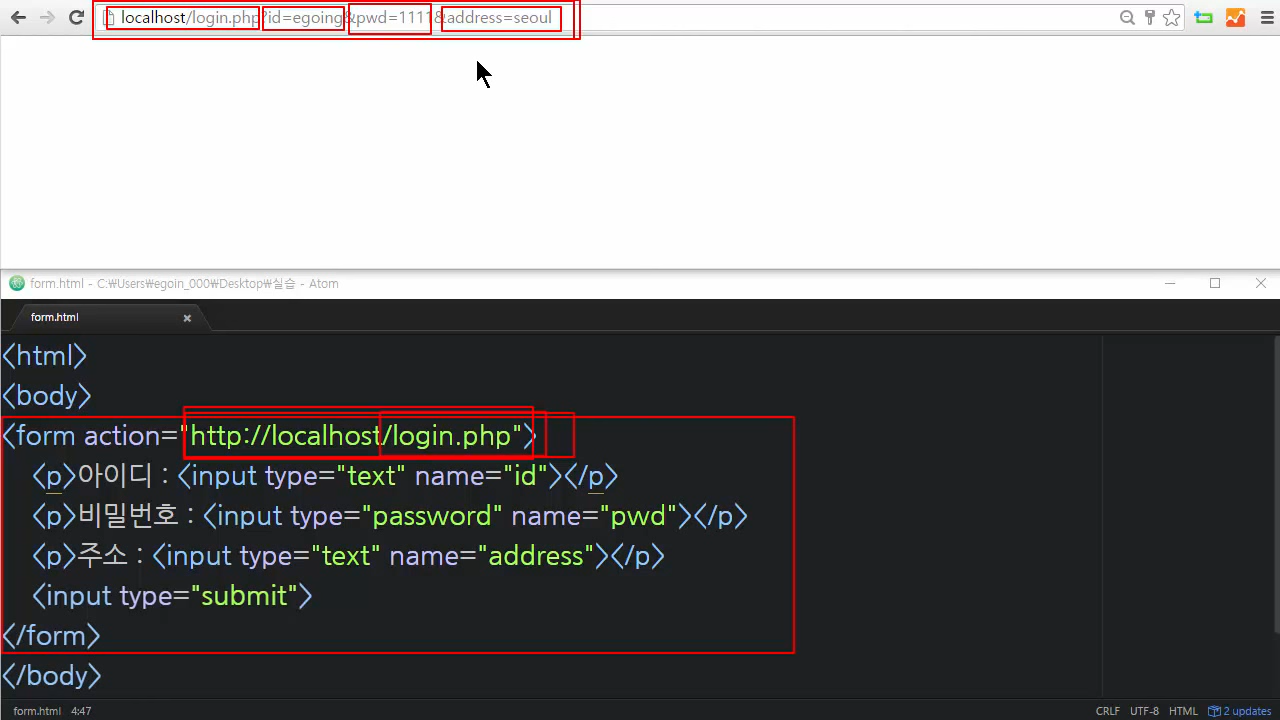 localhost/login.php?id=egoing&pwd=1111&address=seoul
form.html - C:₩Users₩egoin_000₩Desktop₩실습 - Atom
form.html
<html>
<body>
<form action="http://localhost/login.php">
<p>아이디 : <input type="text" name="id"></p>
<p>비밀번호 : <input type="password" name="pwd"></p>
<p>주소 : <input type="text" name="address"></p>
<input type="submit">
</form>
</body>
form.html 4:47 CRLF UTF-8 HTML 2 updates